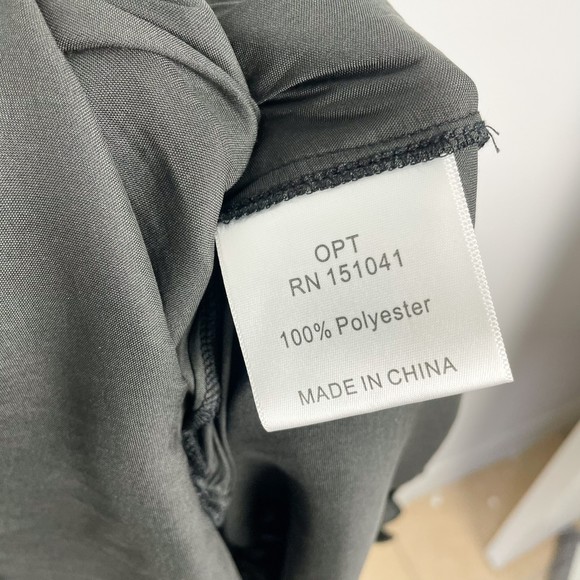 OPT
RN 151041
100% Polyester
MADE IN CHINA